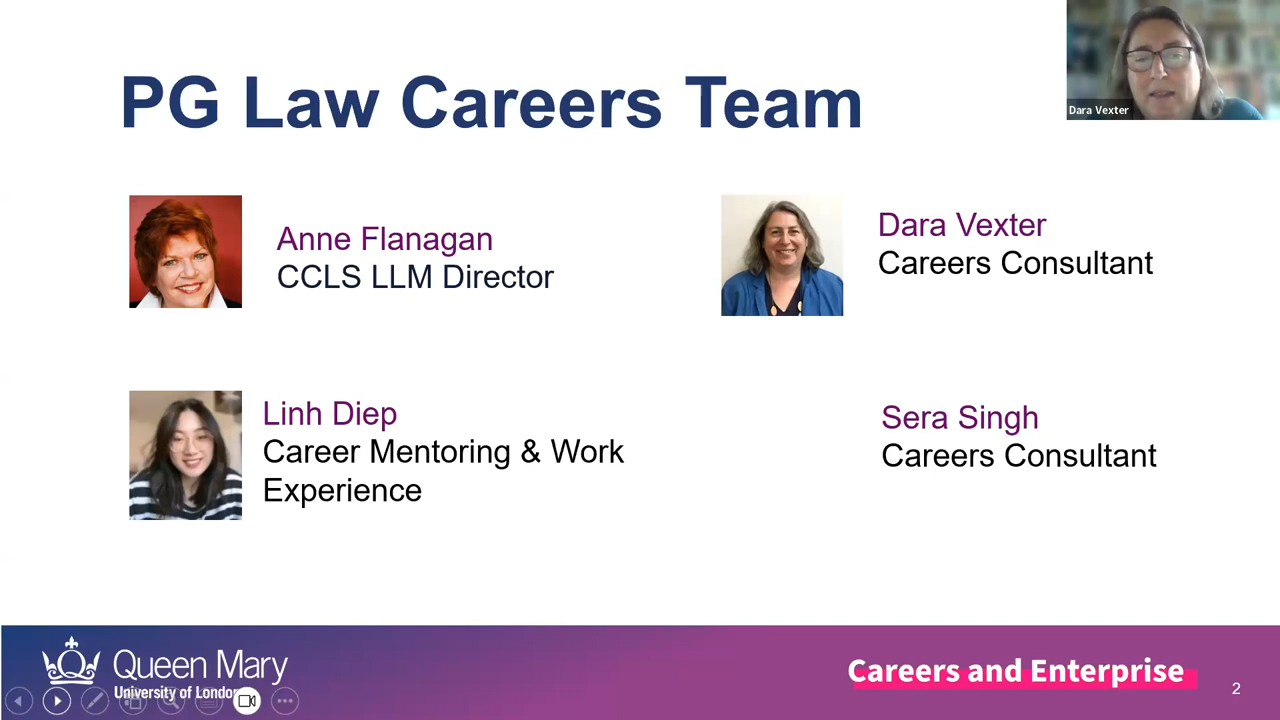 PG Law Careers Team
Dara Vexter
Anne Flanagan
CCLS LLM Director
Dara Vexter
Careers Consultant
Linh Diep
Career Mentoring & Work
Experience
Sera Singh
Careers Consultant
Queen Mary
University of London
Careers and Enterprise
2